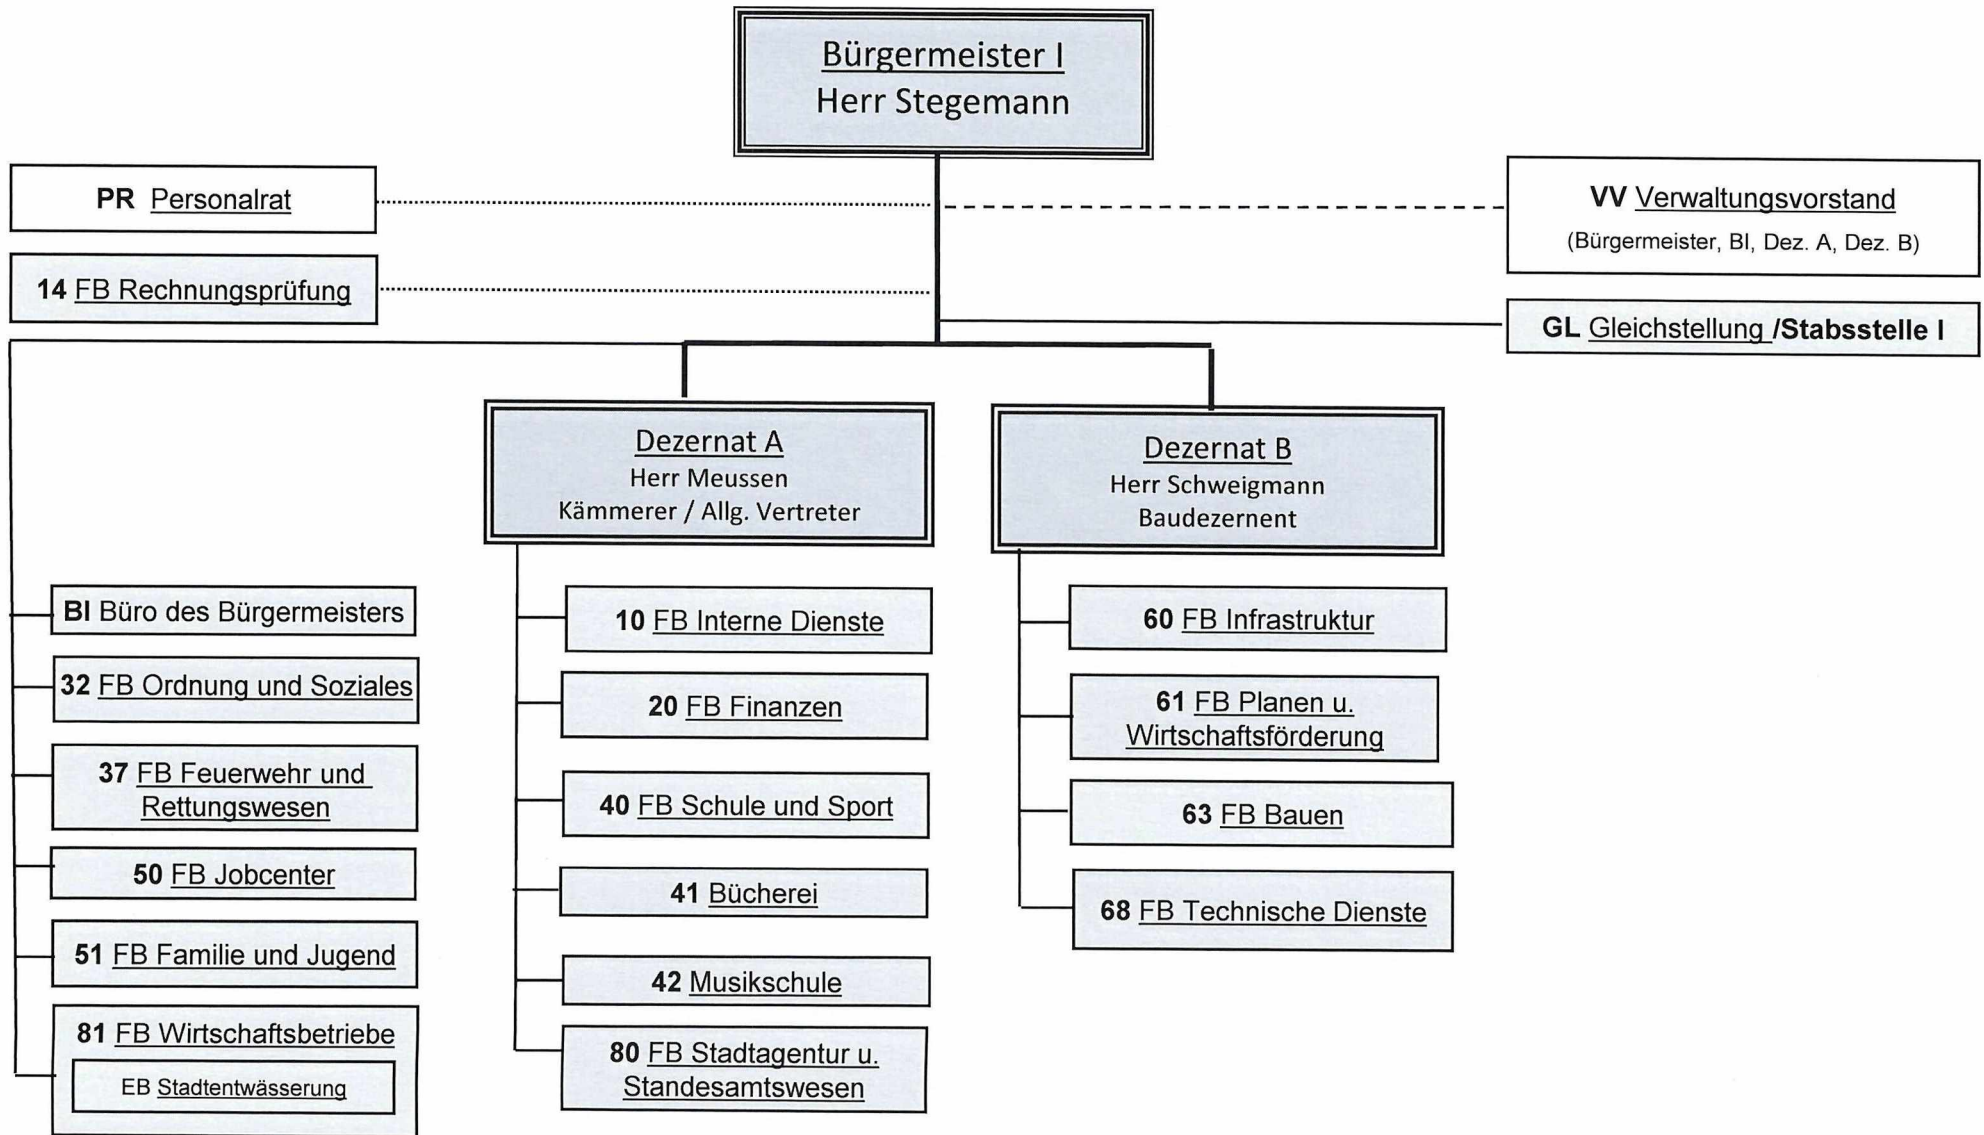 Bürgermeister I
Herr Stegemann
PR Personalrat
VV Verwaltungsvorstand
(Bürgermeister, BI, Dez. A, Dez. B)
14 FB Rechnungsprüfung
GL Gleichstellung /Stabsstelle I
Dezernat A
Herr Meussen
Kämmerer / Allg. Vertreter
Dezernat B
Herr Schweigmann
Baudezernent
BI Büro des Bürgermeisters
32 FB Ordnung und Soziales
37 FB Feuerwehr und
Rettungswesen
50 FB Jobcenter
51 FB Familie und Jugend
81 FB Wirtschaftsbetriebe
EB Stadtentwässerung
10 FB Interne Dienste
20 FB Finanzen
40 FB Schule und Sport
41 Bücherei
42 Musikschule
80 FB Stadtagentur u.
Standesamtswesen
60 FB Infrastruktur
61 FB Planen u.
Wirtschaftsförderung
63 FB Bauen
68 FB Technische Dienste